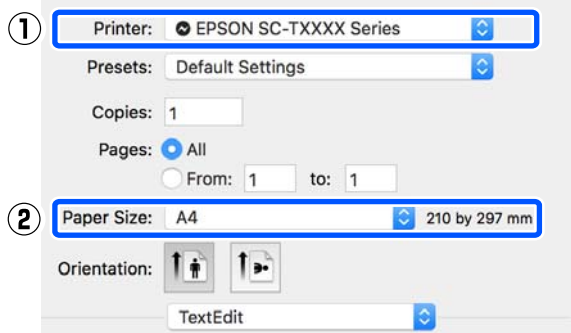 ① Printer: EPSON SC-TXXXX Series
Presets: Default Settings
Copies: 1
Pages: All
From: 1 to: 1
② Paper Size: A4 210 by 297 mm
Orientation:
TextEdit